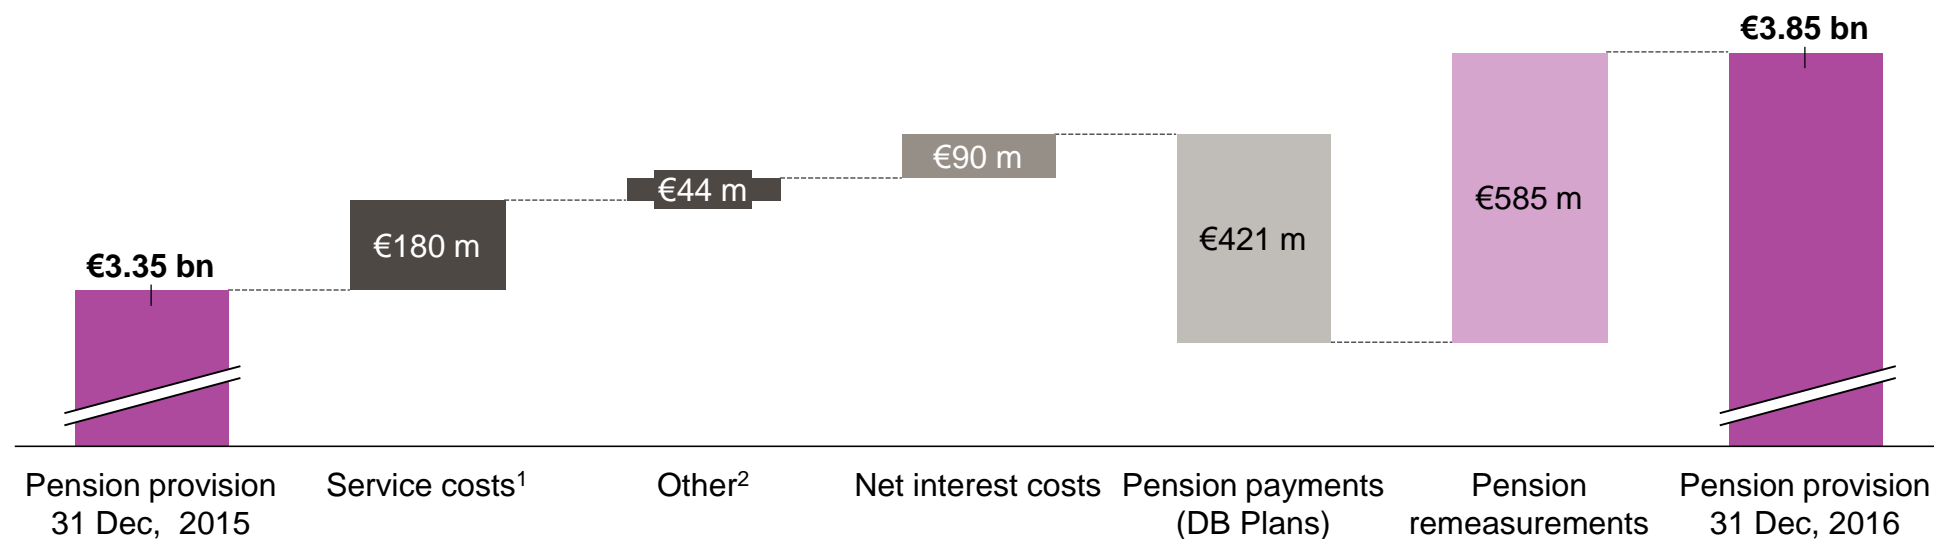 €3.85 bn
€90 m
€44 m
€585 m
€180 m
€421 m
€3.35 bn
Pension provision
31 Dec, 2015
Service costs1
Other2
Net interest costs
Pension payments
(DB Plans)
Pension
remeasurements
Pension provision
31 Dec, 2016